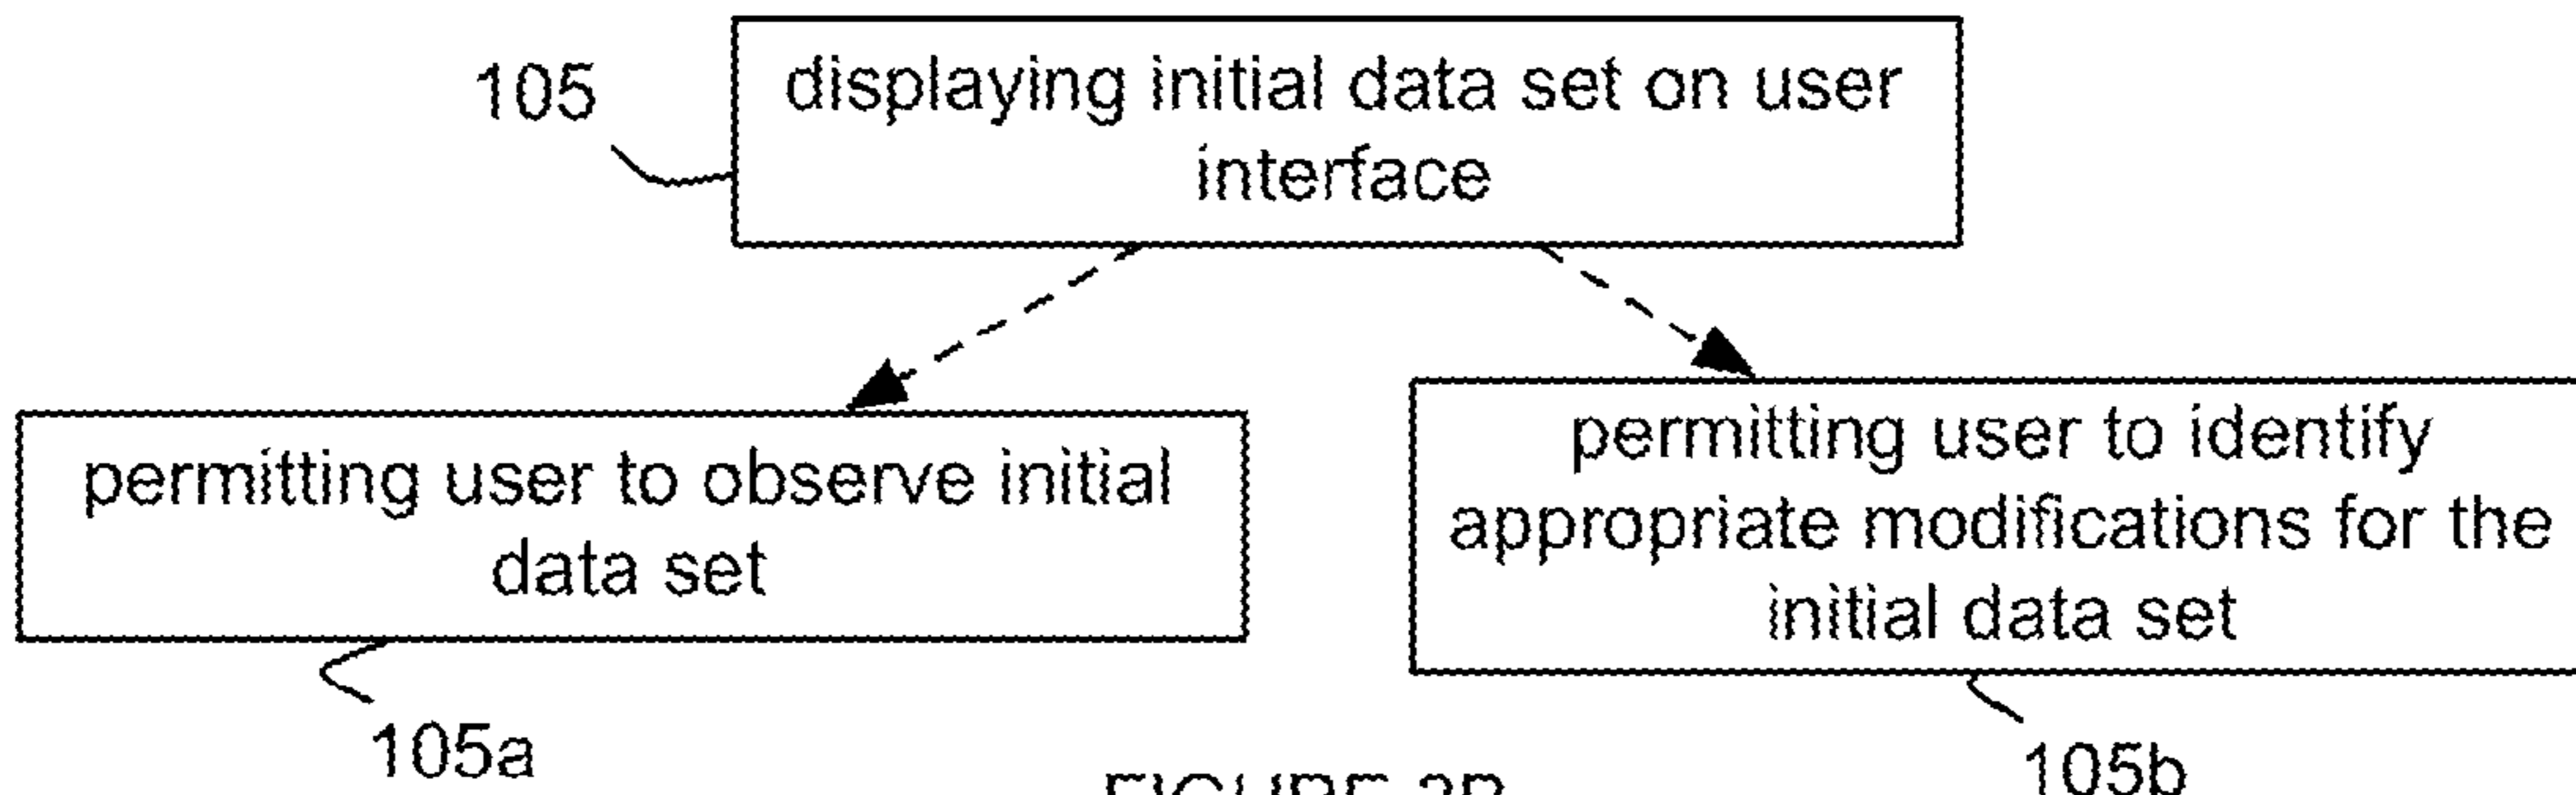 105
displaying initial data set on user
interface
permitting user to observe initial
data set
permitting user to identify
appropriate modifications for the
initial data set
105a
105b
FIGURE